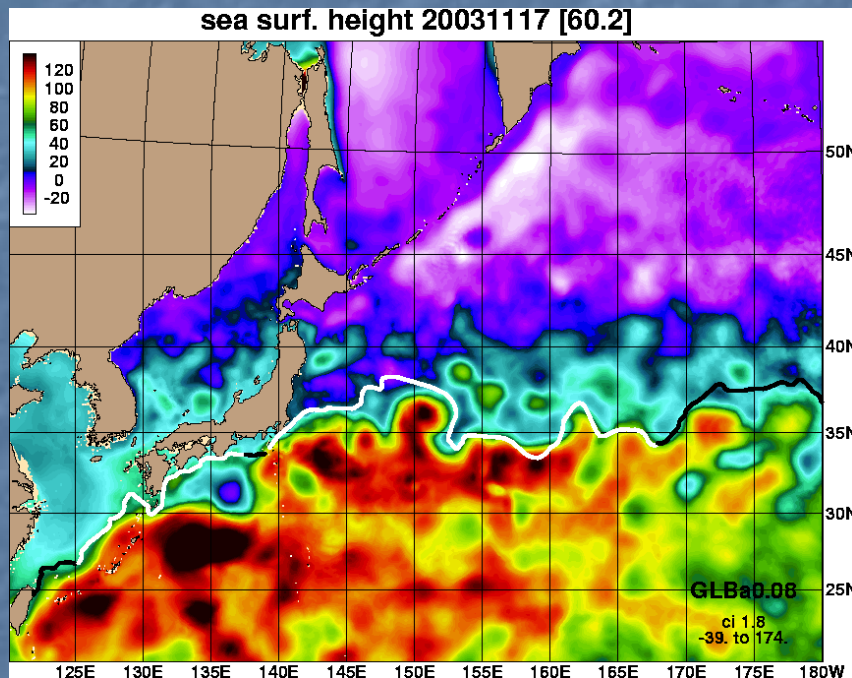 sea surf. height 20031117 [60.2]
120
100
80
60
40
20
0
-20
50N
45N
40N
35N
30N
25N
GLBa0.08
ci 1.8
-39. to 174.
125E 130E 135E 140E 145E 150E 155E 160E 165E 170E 175E 180W